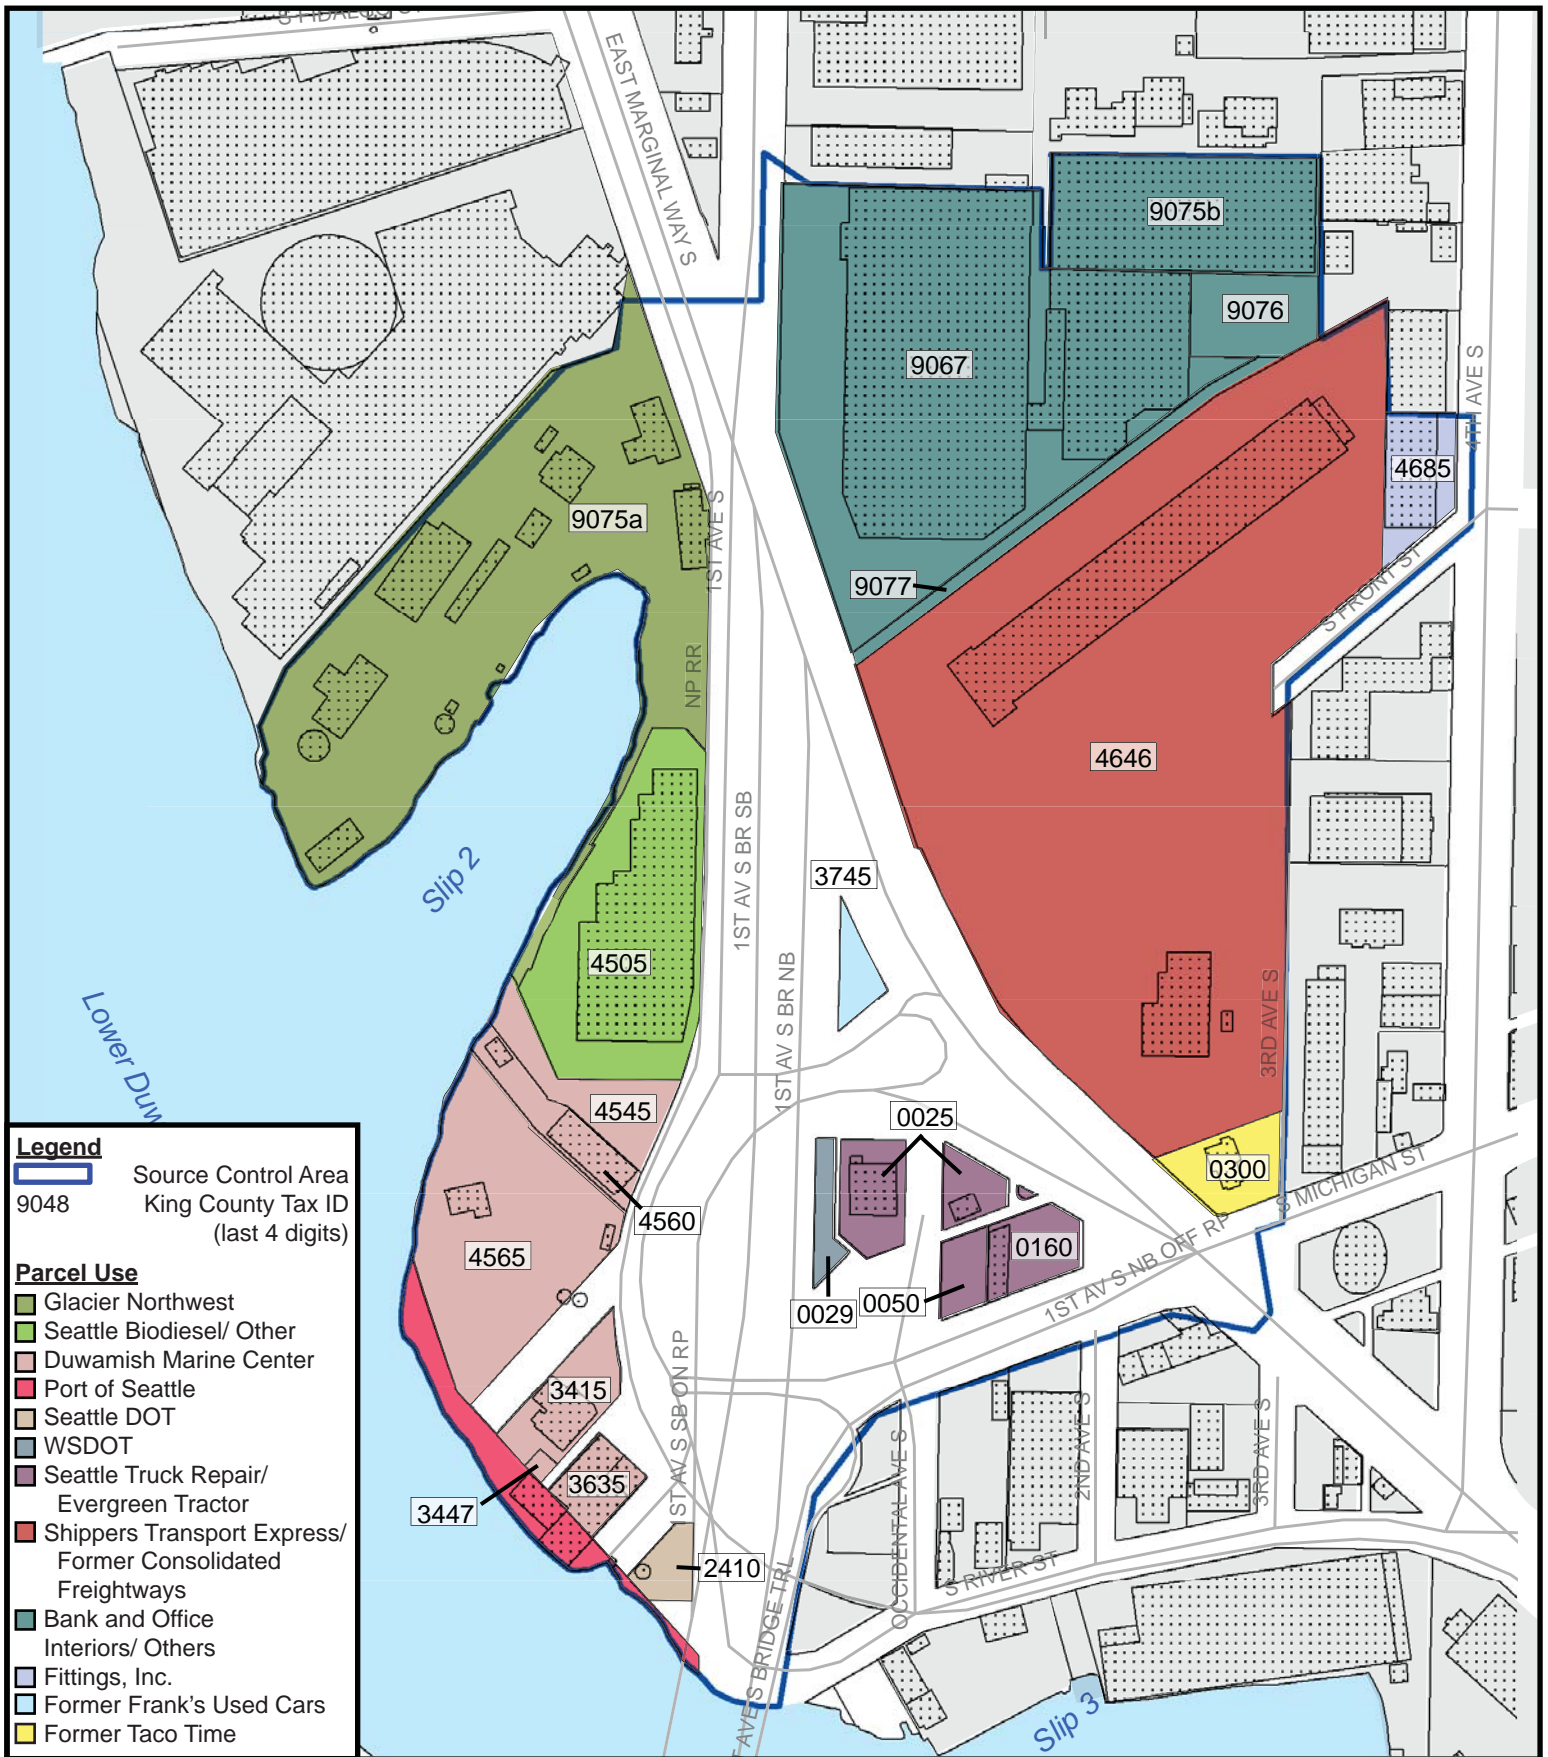 S FIDALGO ST
EAST MARGINAL WAY S
9075b
9076
9067
4TH AVE S
4685
9075a
1ST AVE S
9077
S FRONT ST
NP RR
4646
1ST AV S BR SB
3745
Slip 2
4505
1ST AV S BR NB
3RD AVE S
Lower Duw
4545
0025
0300
S MICHIGAN ST
4560
4565
0160
1ST AV S NB OFF RP
0029
0050
1ST AV S SB ON RP
3415
3635
3447
2410
2ND AVE S
3RD AVE S
OCCIDENTAL AVE S
S RIVER ST
T AVE S BRIDGE TRL
Slip 3
Legend
Source Control Area
9048 King County Tax ID
(last 4 digits)
Parcel Use
Glacier Northwest
Seattle Biodiesel/ Other
Duwamish Marine Center
Port of Seattle
Seattle DOT
WSDOT
Seattle Truck Repair/
Evergreen Tractor
Shippers Transport Express/
Former Consolidated
Freightways
Bank and Office
Interiors/ Others
Fittings, Inc.
Former Frank's Used Cars
Former Taco Time